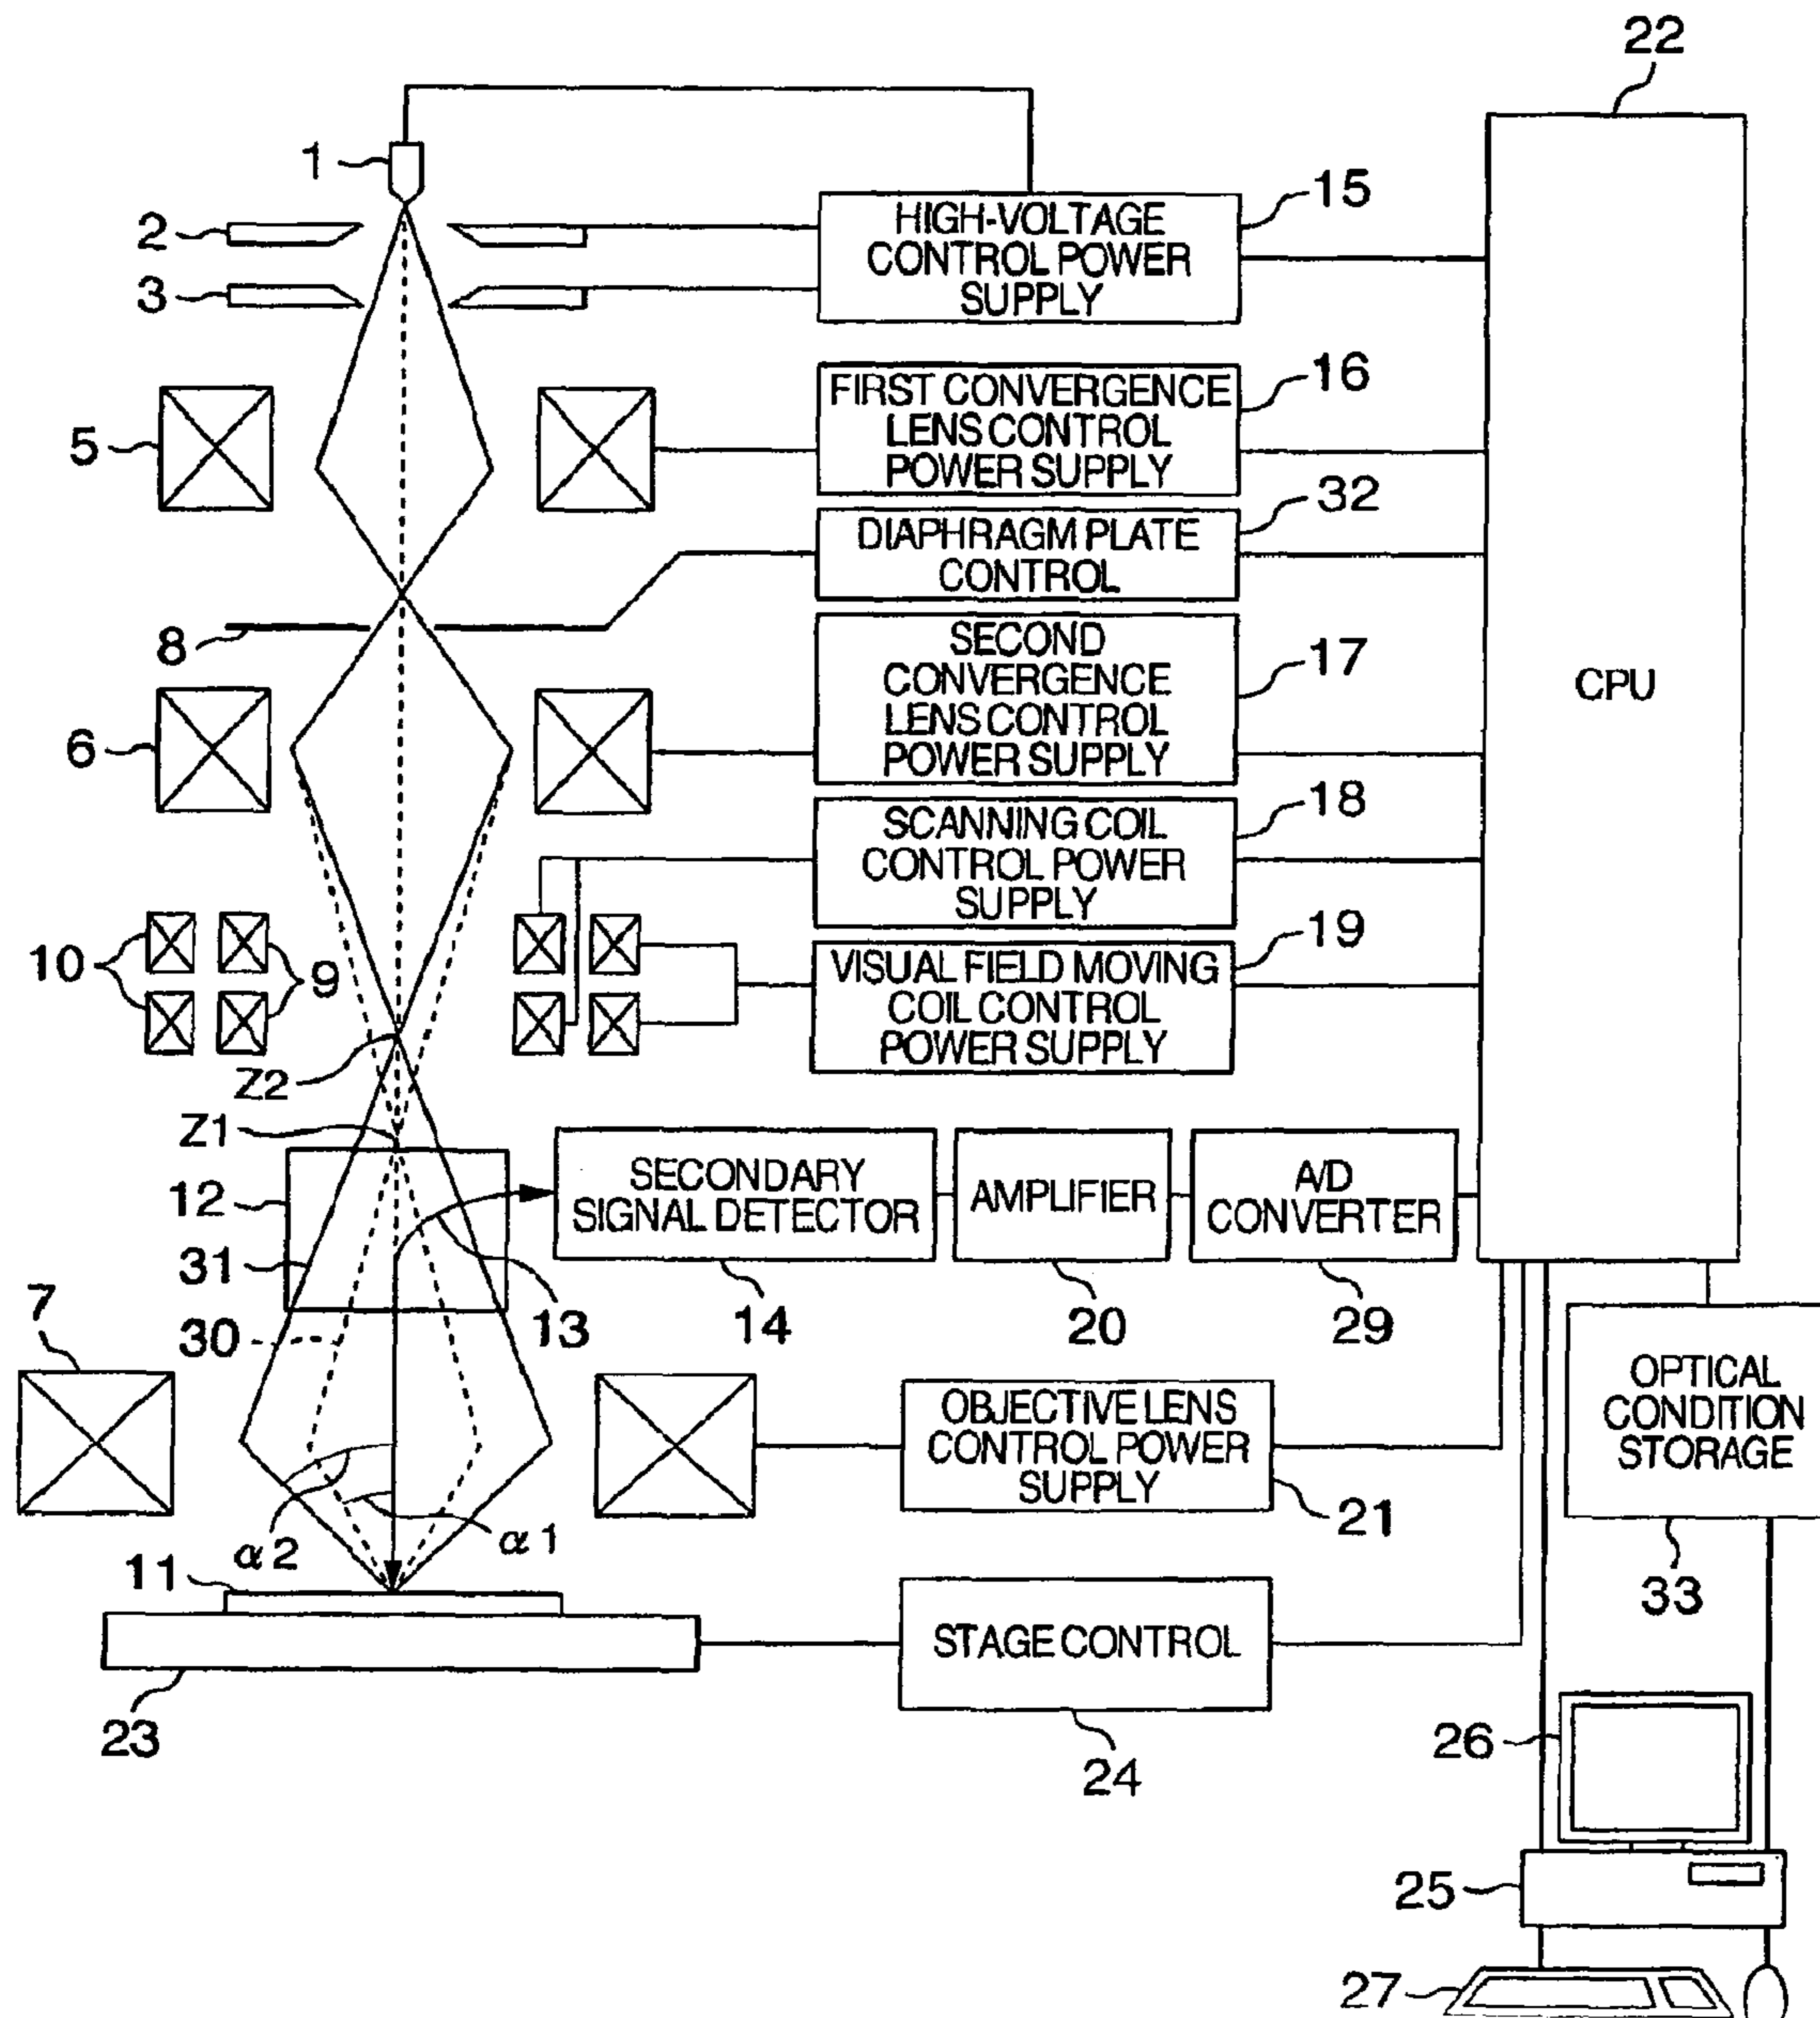 22
1
2
3
HIGH-VOLTAGE
CONTROL POWER
SUPPLY
15
5
FIRST CONVERGENCE
LENS CONTROL
POWER SUPPLY
16
DIAPHRAGM PLATE
CONTROL
32
8
6
SECOND
CONVERGENCE
LENS CONTROL
POWER SUPPLY
17
CPU
SCANNING COIL
CONTROL POWER
SUPPLY
18
10
9
VISUAL FIELD MOVING
COIL CONTROL
POWER SUPPLY
19
Z2
Z1
12
31
30
13
SECONDARY
SIGNAL DETECTOR
14
AMPLIFIER
20
A/D
CONVERTER
29
7
OBJECTIVE LENS
CONTROL POWER
SUPPLY
21
OPTICAL
CONDITION
STORAGE
33
α2
α1
11
23
STAGE CONTROL
24
26
25
27